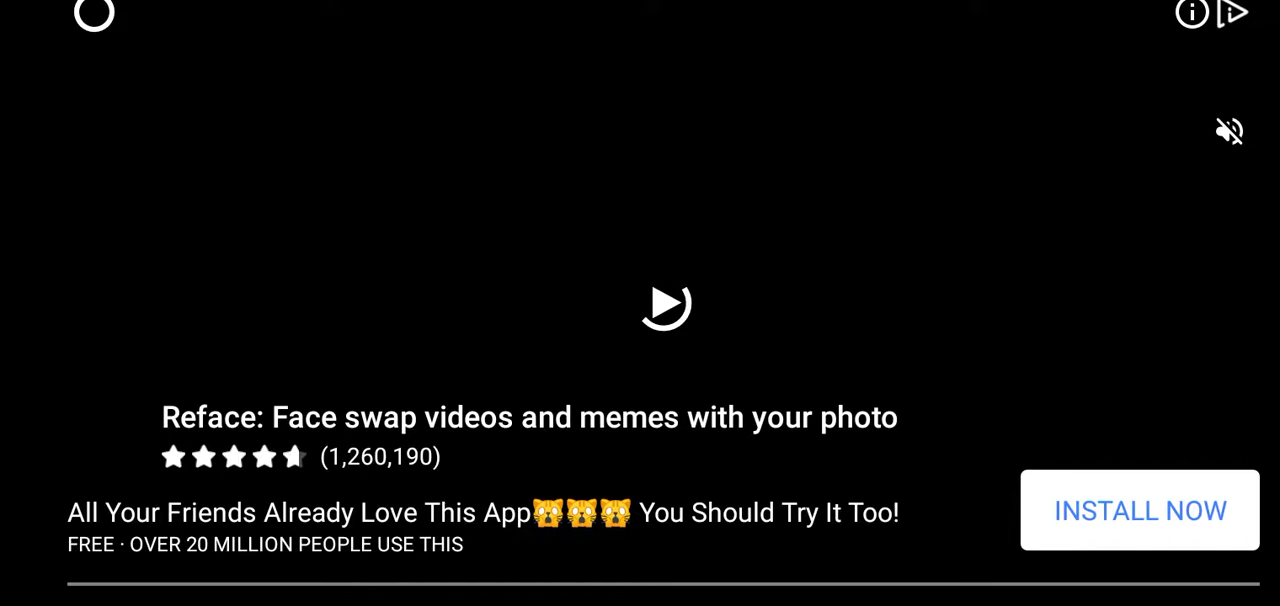 Reface: Face swap videos and memes with your photo
(1,260,190)
All Your Friends Already Love This App🙀🙀🙀 You Should Try It Too!
FREE · OVER 20 MILLION PEOPLE USE THIS
INSTALL NOW